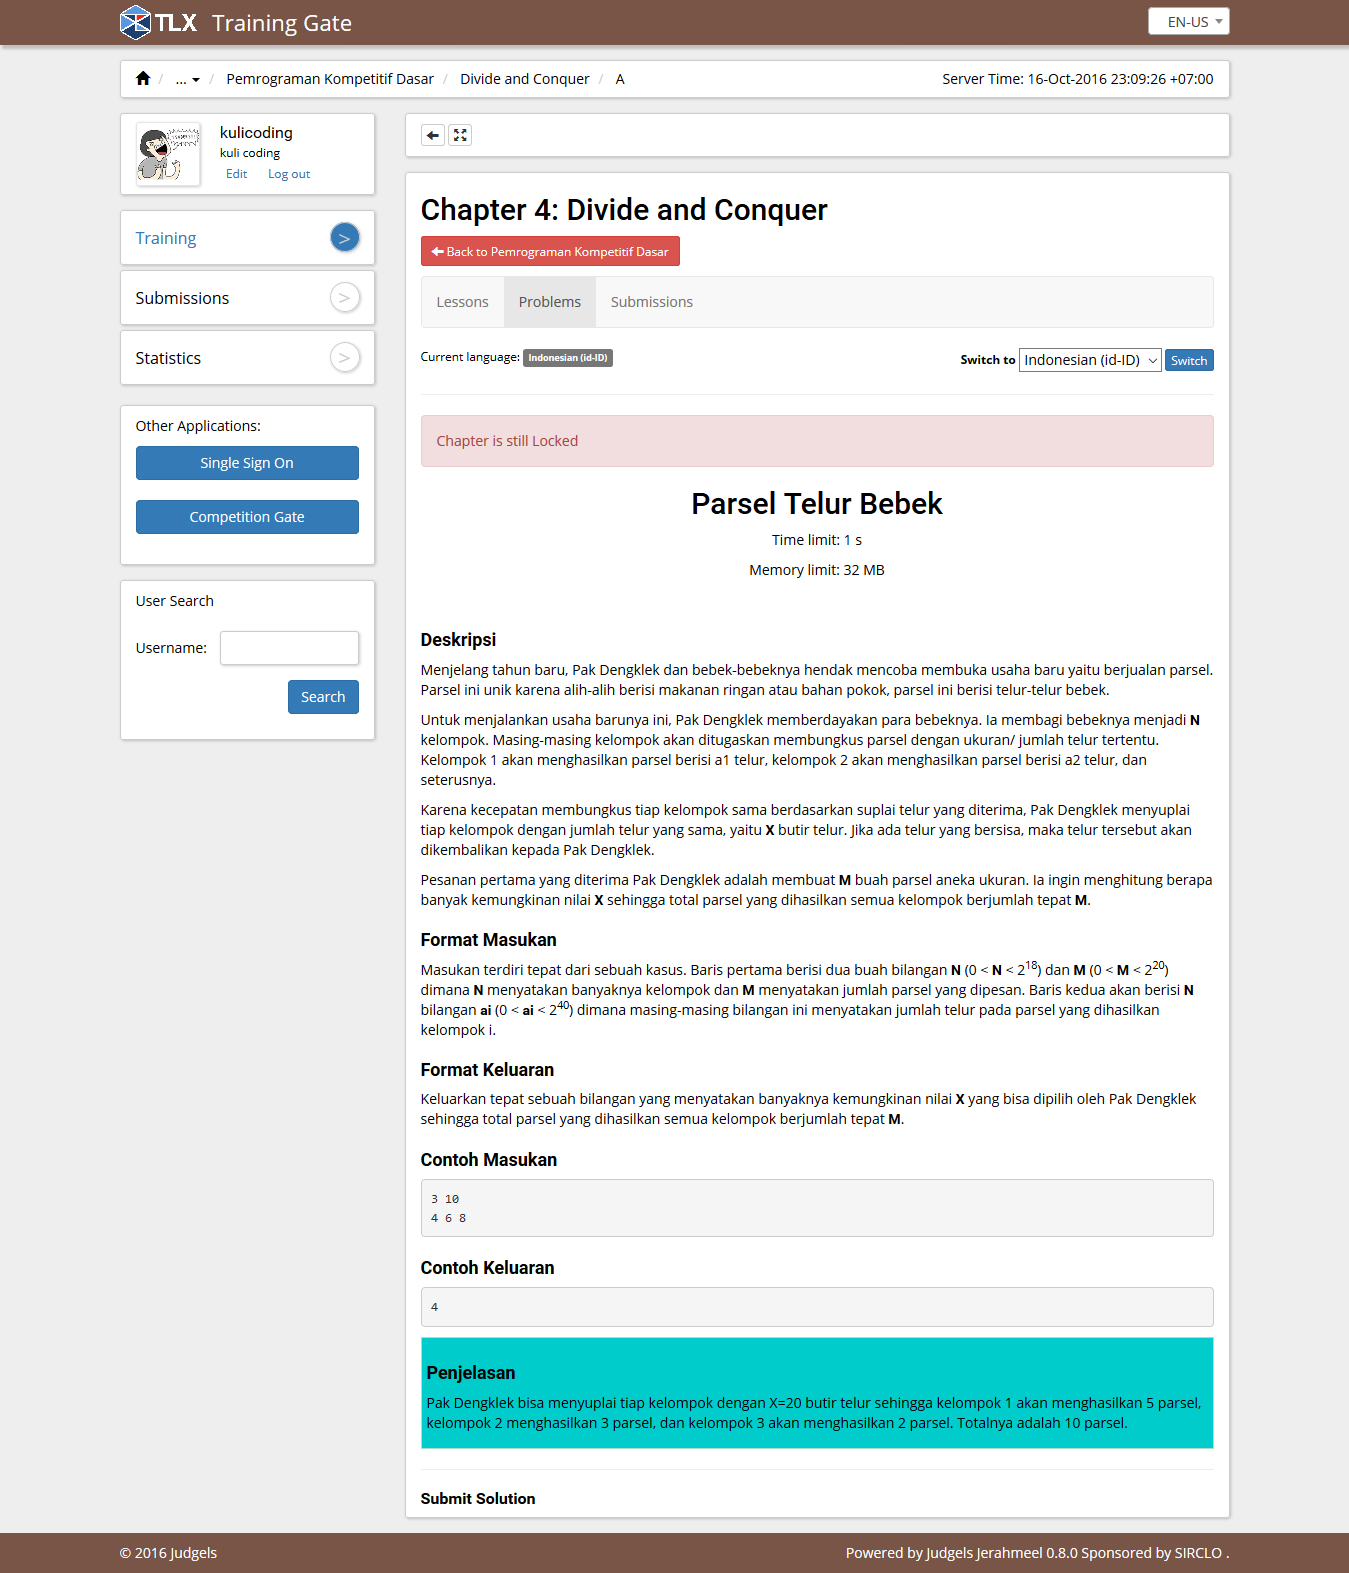 TLX Training Gate
EN-US
... Pemrograman Kompetitif Dasar / Divide and Conquer / A
Server Time: 16-Oct-2016 23:09:26 +07:00
kulicoding
kuli coding
Edit Log out
Training >
Submissions >
Statistics >
Other Applications:
Single Sign On
Competition Gate
User Search
Username:
Search
Chapter 4: Divide and Conquer
Back to Pemrograman Kompetitif Dasar
Lessons Problems Submissions
Current language: Indonesian (id-ID)
Switch to Indonesian (id-ID) Switch
Chapter is still Locked
Parsel Telur Bebek
Time limit: 1 s
Memory limit: 32 MB
Deskripsi
Menjelang tahun baru, Pak Dengklek dan bebek-bebeknya hendak mencoba membuka usaha baru yaitu berjualan parsel.
Parsel ini unik karena alih-alih berisi makanan ringan atau bahan pokok, parsel ini berisi telur-telur bebek.
Untuk menjalankan usaha barunya ini, Pak Dengklek memberdayakan para bebeknya. Ia membagi bebeknya menjadi N
kelompok. Masing-masing kelompok akan ditugaskan membungkus parsel dengan ukuran/ jumlah telur tertentu.
Kelompok 1 akan menghasilkan parsel berisi a1 telur, kelompok 2 akan menghasilkan parsel berisi a2 telur, dan
seterusnya.
Karena kecepatan membungkus tiap kelompok sama berdasarkan suplai telur yang diterima, Pak Dengklek menyuplai
tiap kelompok dengan jumlah telur yang sama, yaitu X butir telur. Jika ada telur yang bersisa, maka telur tersebut akan
dikembalikan kepada Pak Dengklek.
Pesanan pertama yang diterima Pak Dengklek adalah membuat M buah parsel aneka ukuran. Ia ingin menghitung berapa
banyak kemungkinan nilai X sehingga total parsel yang dihasilkan semua kelompok berjumlah tepat M.
Format Masukan
Masukan terdiri tepat dari sebuah kasus. Baris pertama berisi dua buah bilangan N (0 < N < 2^18) dan M (0 < M < 2^20)
dimana N menyatakan banyaknya kelompok dan M menyatakan jumlah parsel yang dipesan. Baris kedua akan berisi N
bilangan ai (0 < ai < 2^40) dimana masing-masing bilangan ini menyatakan jumlah telur pada parsel yang dihasilkan
kelompok i.
Format Keluaran
Keluarkan tepat sebuah bilangan yang menyatakan banyaknya kemungkinan nilai X yang bisa dipilih oleh Pak Dengklek
sehingga total parsel yang dihasilkan semua kelompok berjumlah tepat M.
Contoh Masukan
3 10
4 6 8
Contoh Keluaran
4
Penjelasan
Pak Dengklek bisa menyuplai tiap kelompok dengan X=20 butir telur sehingga kelompok 1 akan menghasilkan 5 parsel,
kelompok 2 menghasilkan 3 parsel, dan kelompok 3 akan menghasilkan 2 parsel. Totalnya adalah 10 parsel.
Submit Solution
© 2016 Judgels
Powered by Judgels Jerahmeel 0.8.0 Sponsored by SIRCLO .